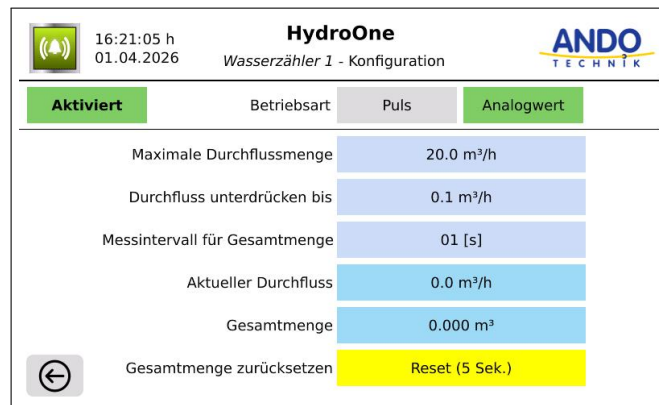 16:21:05 h
01.04.2026
HydroOne
Wasserzähler 1 - Konfiguration
ANDO
TECHNIK
Aktiviert Betriebsart Puls Analogwert
Maximale Durchflussmenge 20.0 m³/h
Durchfluss unterdrücken bis 0.1 m³/h
Messintervall für Gesamtmenge 01 [s]
Aktueller Durchfluss 0.0 m³/h
Gesamtmenge 0.000 m³
Gesamtmenge zurücksetzen Reset (5 Sek.)